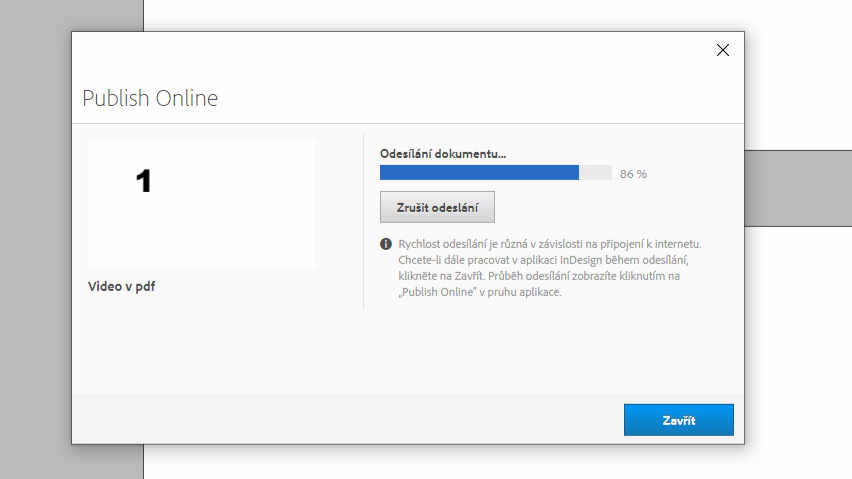 Publish Online
1
Video v pdf
Odesílání dokumentu...
86 %
Zrušit odeslání
Rychlost odesílání je různá v závislosti na připojení k internetu.
Chcete-li dále pracovat v aplikaci InDesign během odesílání,
klikněte na Zavřít. Průběh odesílání zobrazíte kliknutím na
„Publish Online“ v pruhu aplikace.
Zavřít